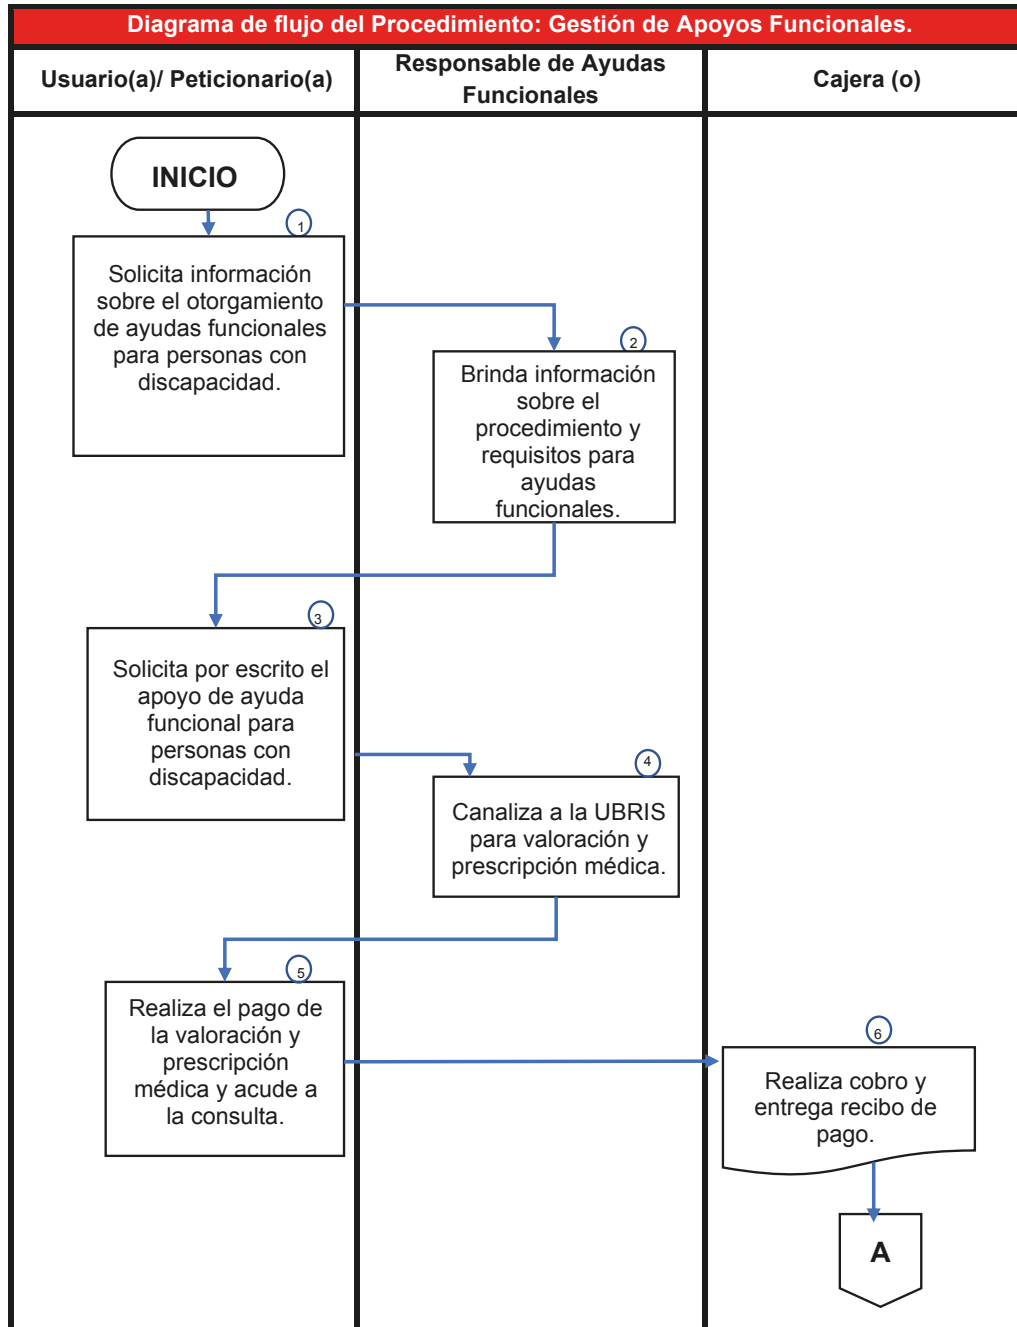 Diagrama de flujo del Procedimiento: Gestión de Apoyos Funcionales.
Usuario(a)/ Peticionario(a)
Responsable de Ayudas
Funcionales
Cajera (o)
INICIO
1
Solicita información
sobre el otorgamiento
de ayudas funcionales
para personas con
discapacidad.
2
Brinda información
sobre el
procedimiento y
requisitos para
ayudas
funcionales.
3
Solicita por escrito el
apoyo de ayuda
funcional para
personas con
discapacidad.
4
Canaliza a la UBRIS
para valoración y
prescripción médica.
5
Realiza el pago de
la valoración y
prescripción
médica y acude a
la consulta.
6
Realiza cobro y
entrega recibo de
pago.
A